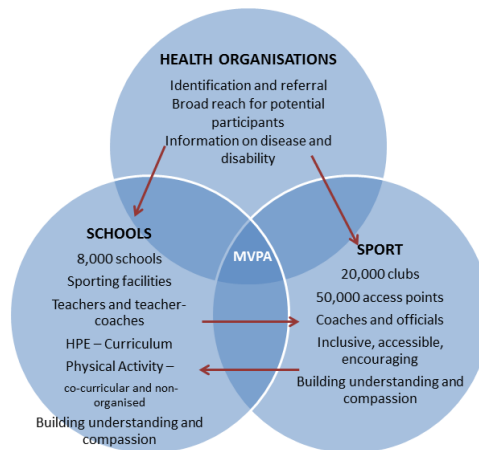 HEALTH ORGANISATIONS
Identification and referral
Broad reach for potential
participants
Information on disease and
disability
SCHOOLS
8,000 schools
Sporting facilities
Teachers and teacher-
coaches
HPE – Curriculum
Physical Activity –
co-curricular and non-
organised
Building understanding and
compassion
MVPA
SPORT
20,000 clubs
50,000 access points
Coaches and officials
Inclusive, accessible,
encouraging
Building understanding and
compassion